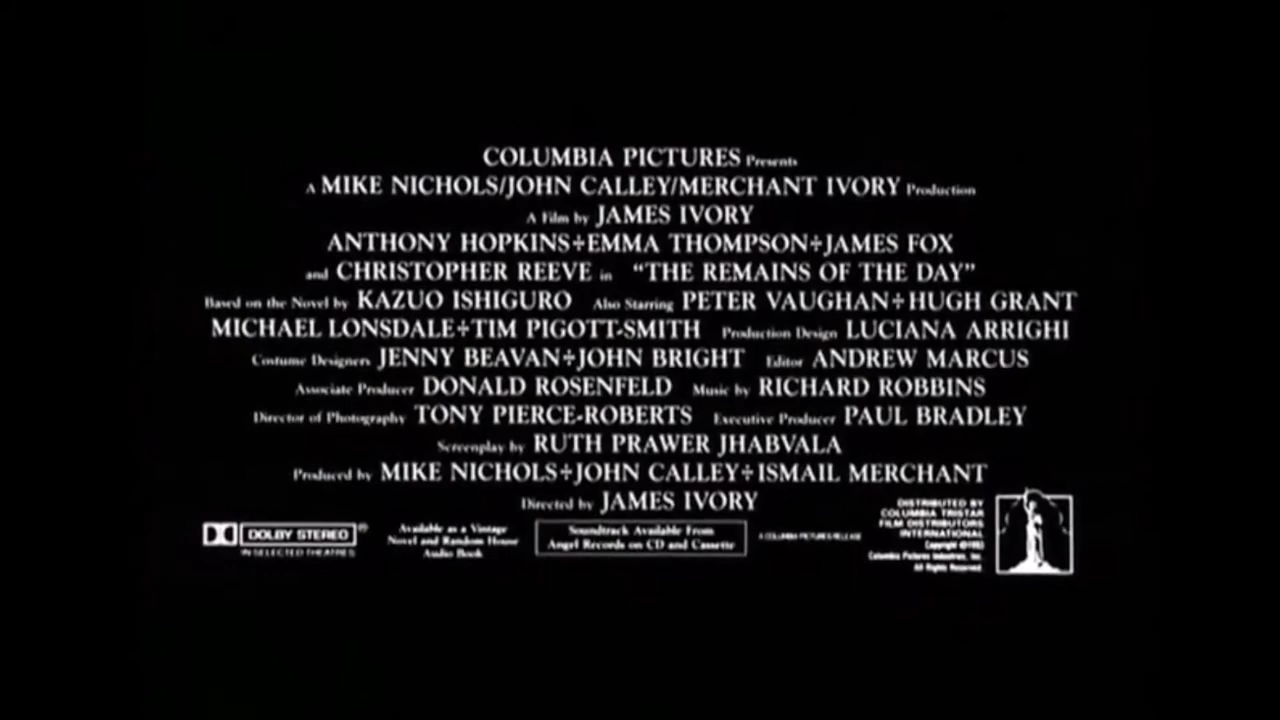 COLUMBIA PICTURES Presents
A MIKE NICHOLS/JOHN CALLEY/MERCHANT IVORY Production
A Film by JAMES IVORY
ANTHONY HOPKINS÷EMMA THOMPSON÷JAMES FOX
and CHRISTOPHER REEVE in "THE REMAINS OF THE DAY"
Based on the Novel by KAZUO ISHIGURO Also Starring PETER VAUGHAN÷HUGH GRANT
MICHAEL LONSDALE÷TIM PIGOTT-SMITH Production Design LUCIANA ARRIGHI
Costume Designers JENNY BEAVAN÷JOHN BRIGHT Editor ANDREW MARCUS
Associate Producer DONALD ROSENFELD Music by RICHARD ROBBINS
Director of Photography TONY PIERCE-ROBERTS Executive Producer PAUL BRADLEY
Screenplay by RUTH PRAWER JHABVALA
Produced by MIKE NICHOLS÷JOHN CALLEY÷ISMAIL MERCHANT
Directed by JAMES IVORY
DOLBY STEREO®
IN SELECTED THEATRES
Available as a Vintage
Novel and Random House
Audio Book
Soundtrack Available From
Angel Records on CD and Cassette
A COLUMBIA PICTURES RELEASE
DISTRIBUTED BY
COLUMBIA TRISTAR
FILM DISTRIBUTORS
INTERNATIONAL
Copyright ©1993
Columbia Pictures Industries, Inc.
All Rights Reserved